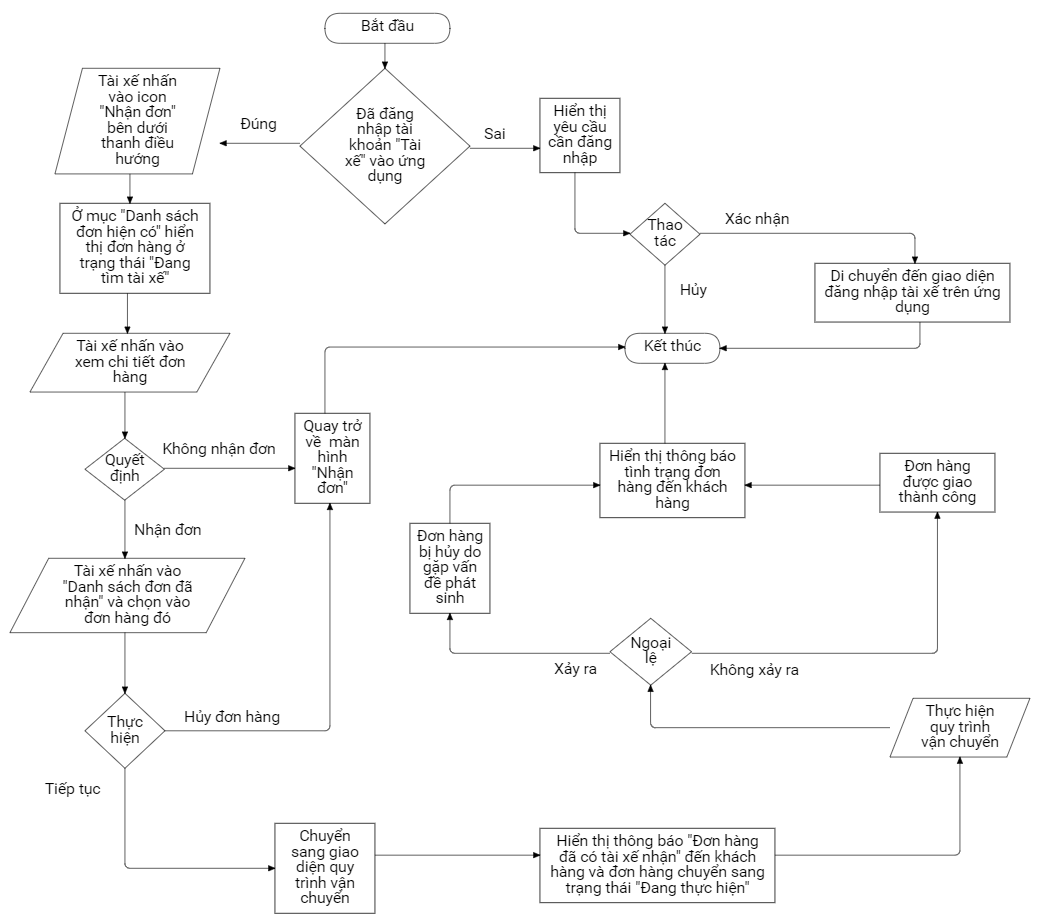 Bắt đầu
Đã đăng
nhập tài
khoản "Tài
xế" vào ứng
dụng
Đúng
Sai
Tài xế nhấn
vào icon
"Nhận đơn"
bên dưới
thanh điều
hướng
Hiển thị
yêu cầu
cần đăng
nhập
Thao
tác
Xác nhận
Hủy
Di chuyển đến giao diện
đăng nhập tài xế trên ứng
dụng
Kết thúc
Ở mục "Danh sách
đơn hiện có" hiển
thị đơn hàng ở
trạng thái "Đang
tìm tài xế"
Tài xế nhấn vào
xem chi tiết đơn
hàng
Quyết
định
Không nhận đơn
Quay trở
về màn
hình
"Nhận
đơn"
Nhận đơn
Tài xế nhấn vào
"Danh sách đơn đã
nhận" và chọn vào
đơn hàng đó
Thực
hiện
Hủy đơn hàng
Tiếp tục
Chuyển
sang giao
diện quy
trình vận
chuyển
Hiển thị thông báo "Đơn hàng
đã có tài xế nhận" đến khách
hàng và đơn hàng chuyển sang
trạng thái "Đang thực hiện"
Thực hiện
quy trình
vận chuyển
Ngoại
lệ
Xảy ra
Không xảy ra
Đơn hàng
bị hủy do
gặp vấn
đề phát
sinh
Đơn hàng
được giao
thành công
Hiển thị thông báo
tình trạng đơn
hàng đến khách
hàng